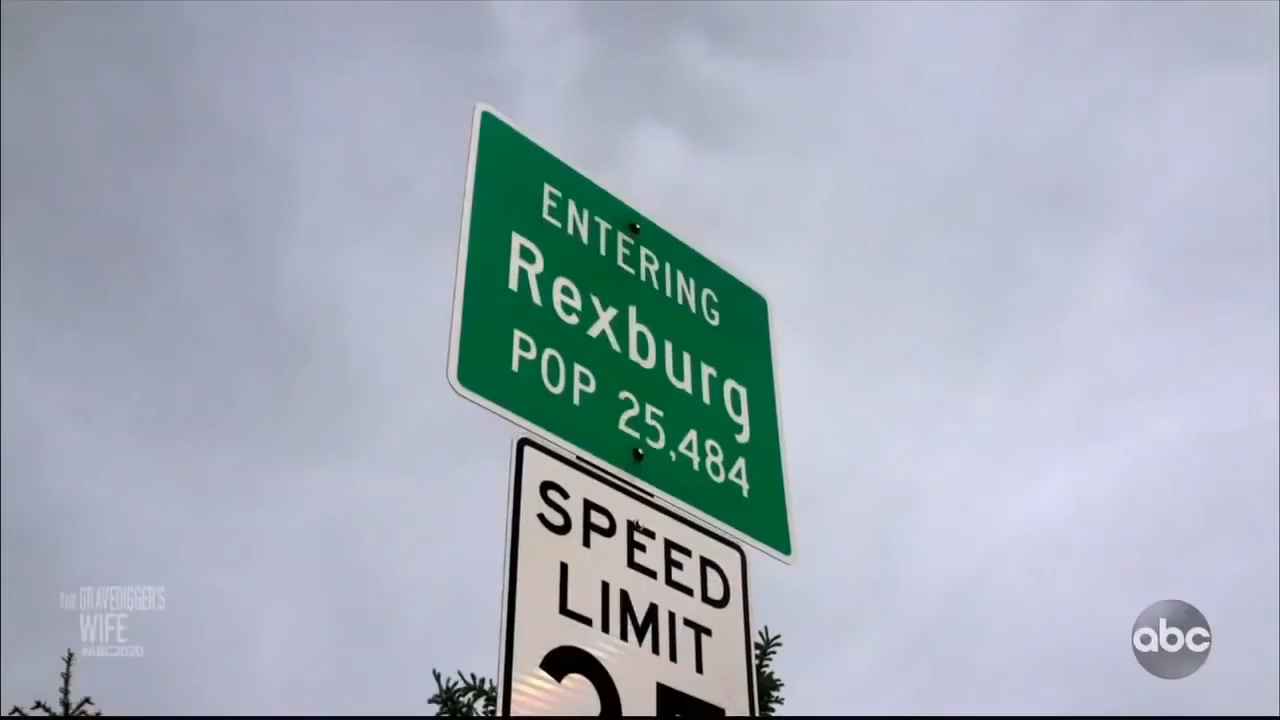 ENTERING
Rexburg
POP 25,484
SPEED
LIMIT
THE GRAVEDIGGER'S
WIFE
#ABC2020
abc